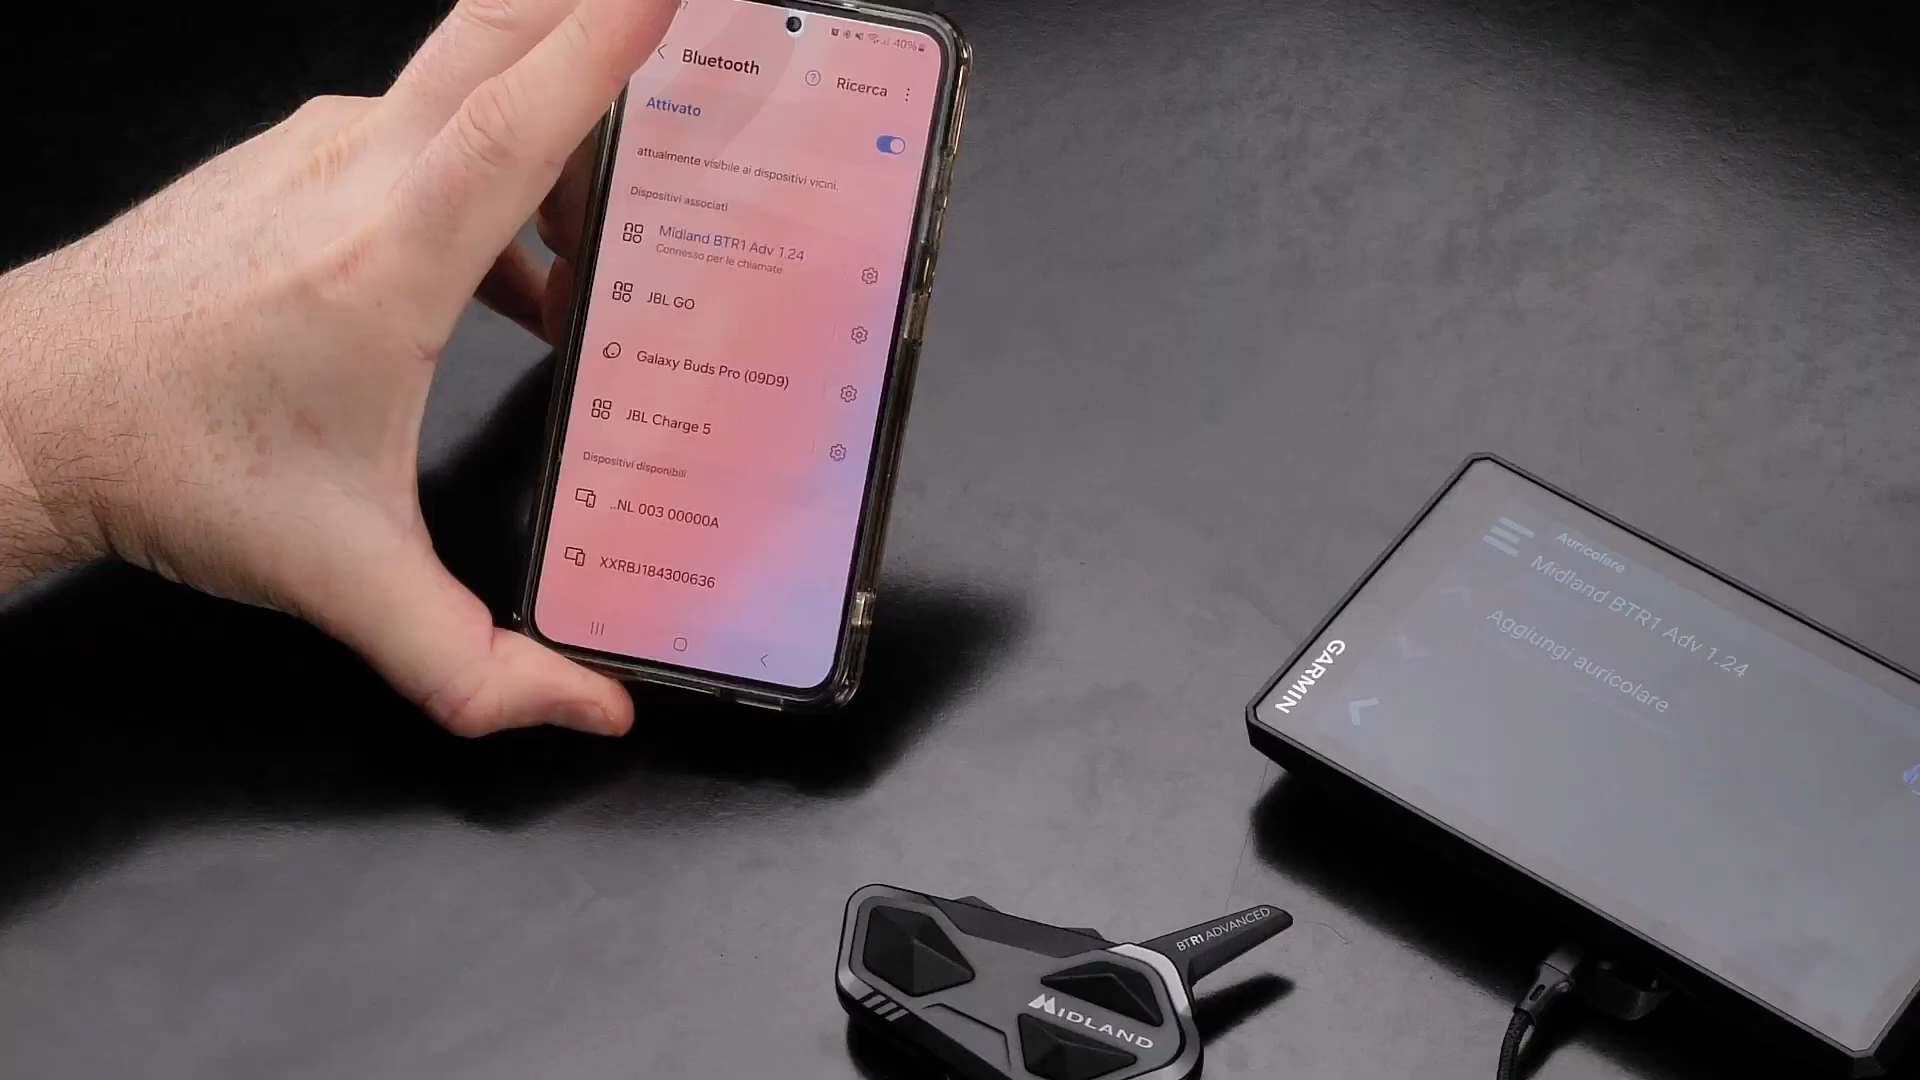 40%
Bluetooth
Ricerca
Attivato
attualmente visibile ai dispositivi vicini.
Dispositivi associati
Midland BTR1 Adv 1.24
Connesso per le chiamate
JBL GO
Galaxy Buds Pro (09D9)
JBL Charge 5
Dispositivi disponibili
..NL 003 00000A
XXRBJ184300636
Auricolare
Midland BTR1 Adv 1.24
Aggiungi auricolare
GARMIN
BTR1 ADVANCED
MIDLAND